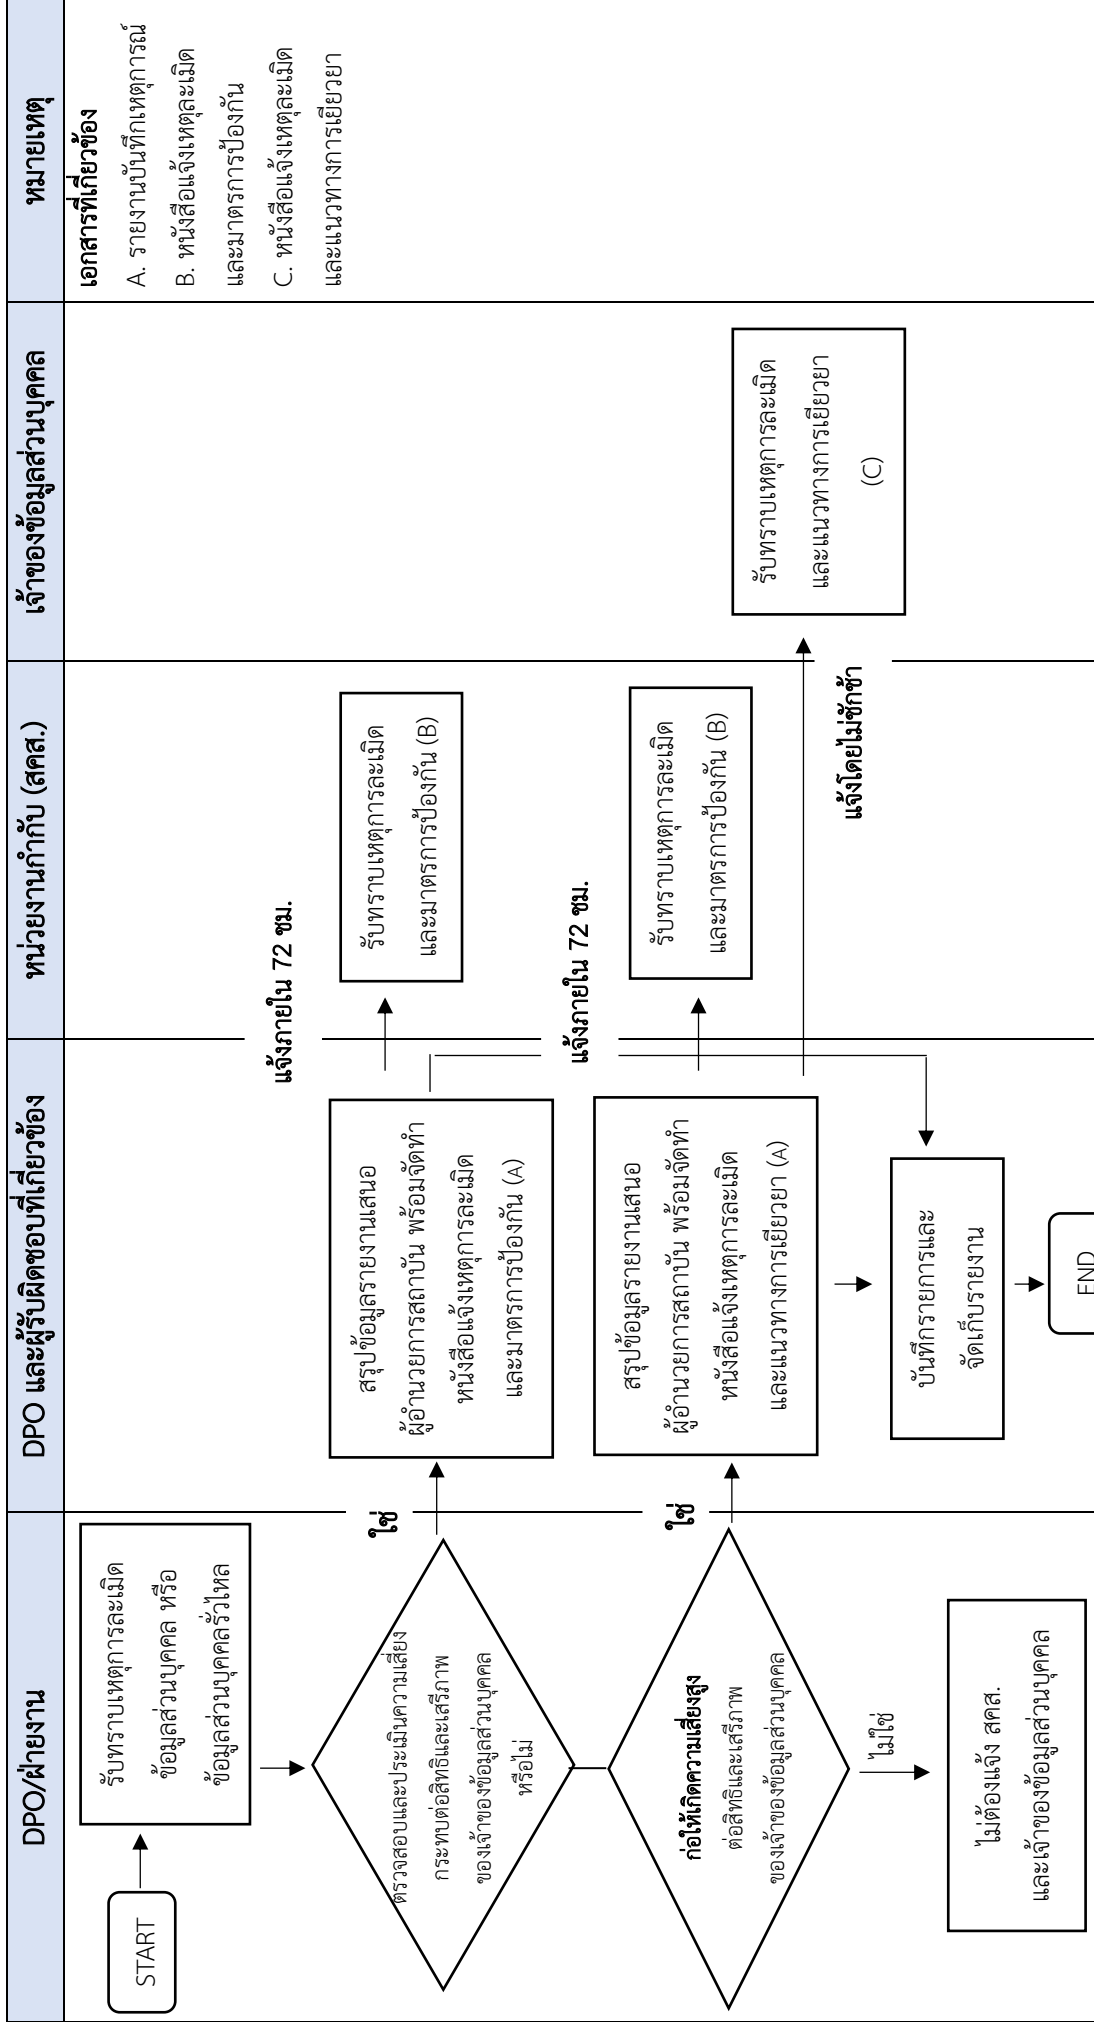 DPO/ฝ่ายงาน
DPO และผู้รับผิดชอบที่เกี่ยวข้อง
หน่วยงานกำกับ (สคส.)
เจ้าของข้อมูลส่วนบุคคล
หมายเหตุ
START
รับทราบเหตุการละเมิด
ข้อมูลส่วนบุคคล หรือ
ข้อมูลส่วนบุคคลรั่วไหล
ตรวจสอบและประเมินความเสี่ยง
กระทบต่อสิทธิและเสรีภาพ
ของเจ้าของข้อมูลส่วนบุคคล
หรือไม่
ใช่
สรุปข้อมูลรายงานเสนอ
ผู้อำนวยการสถาบัน พร้อมจัดทำ
หนังสือแจ้งเหตุการละเมิด
และมาตรการป้องกัน (A)
แจ้งภายใน 72 ชม.
รับทราบเหตุการละเมิด
และมาตรการป้องกัน (B)
ก่อให้เกิดความเสี่ยงสูง
ต่อสิทธิและเสรีภาพ
ของเจ้าของข้อมูลส่วนบุคคล
ใช่
สรุปข้อมูลรายงานเสนอ
ผู้อำนวยการสถาบัน พร้อมจัดทำ
หนังสือแจ้งเหตุการละเมิด
และแนวทางการเยียวยา (A)
แจ้งภายใน 72 ชม.
รับทราบเหตุการละเมิด
และมาตรการป้องกัน (B)
แจ้งโดยไม่ชักช้า
รับทราบเหตุการละเมิด
และแนวทางการเยียวยา
(C)
ไม่ใช่
ไม่ต้องแจ้ง สคส.
และเจ้าของข้อมูลส่วนบุคคล
บันทึกรายการและ
จัดเก็บรายงาน
END
เอกสารที่เกี่ยวข้อง
A. รายงานบันทึกเหตุการณ์
B. หนังสือแจ้งเหตุละเมิด
และมาตรการป้องกัน
C. หนังสือแจ้งเหตุละเมิด
และแนวทางการเยียวยา